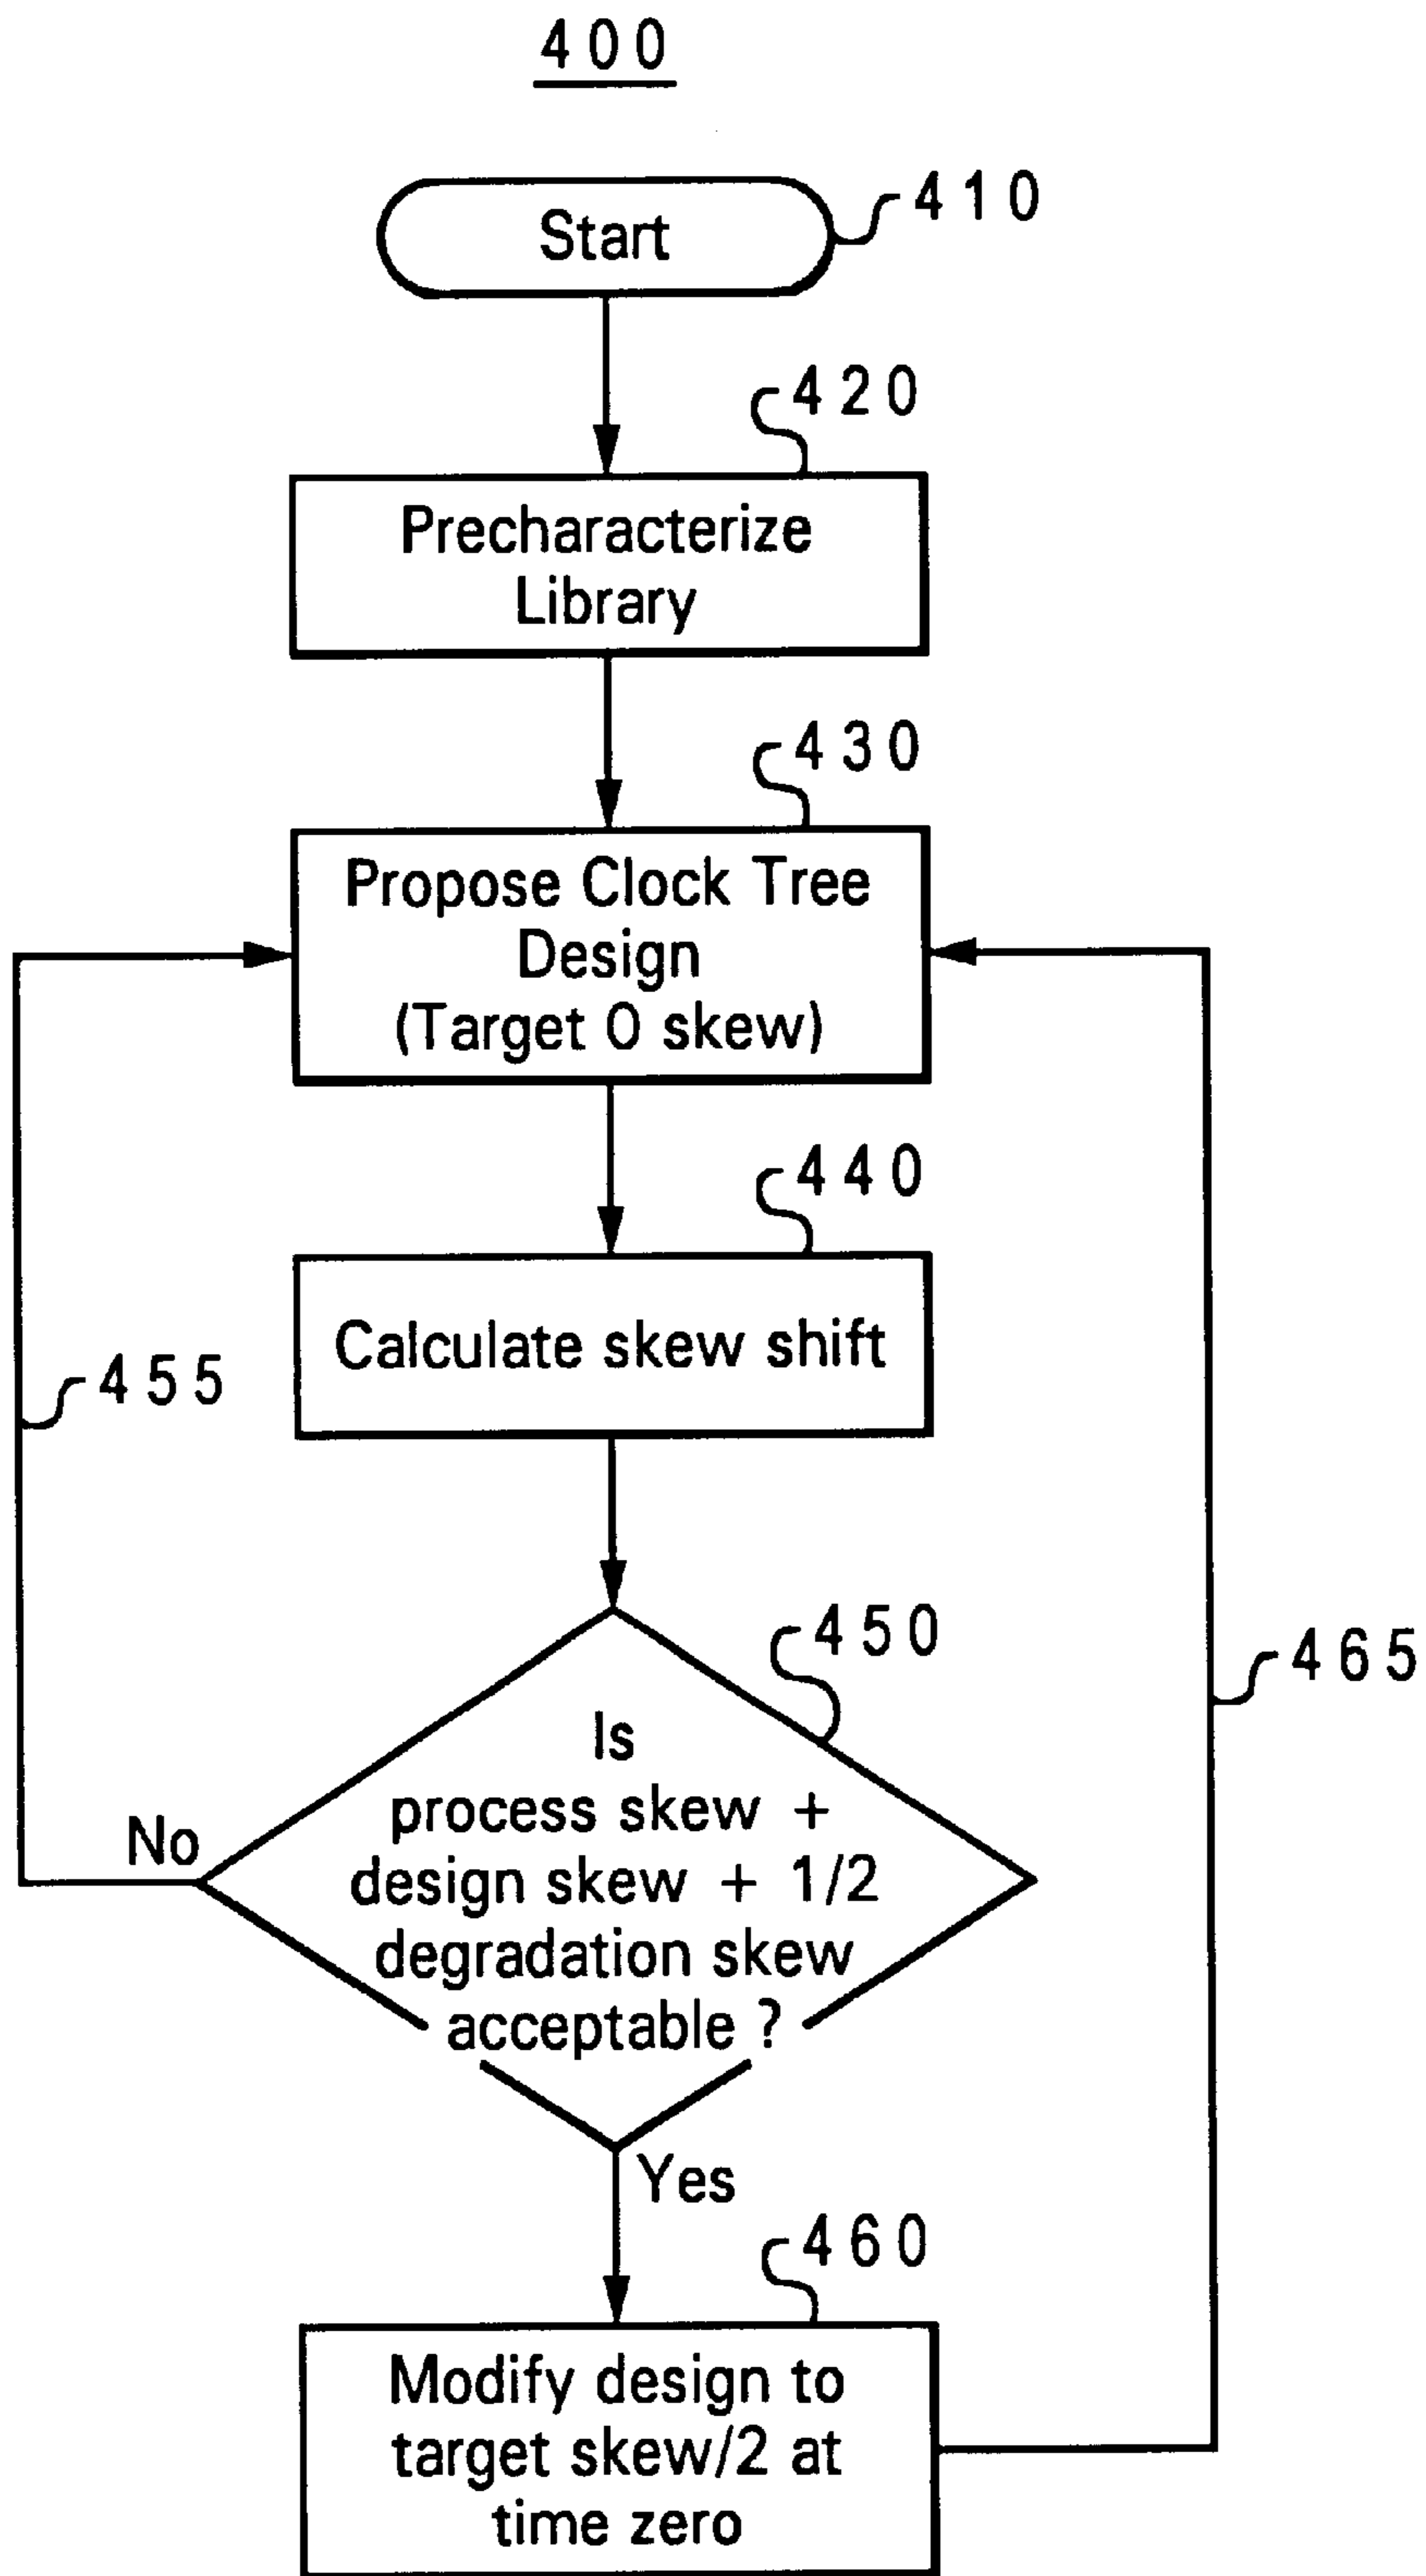 400
Start
410
420
Precharacterize
Library
430
Propose Clock Tree
Design
(Target 0 skew)
440
Calculate skew shift
455
450
465
Is
process skew +
design skew + 1/2
degradation skew
acceptable ?
No
Yes
460
Modify design to
target skew/2 at
time zero